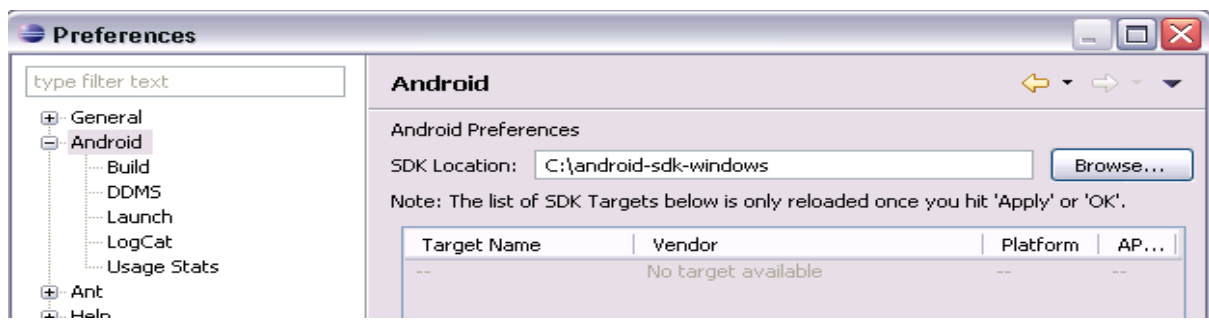 Preferences
type filter text
General
Android
Build
DDMS
Launch
LogCat
Usage Stats
Ant
Help
Android
Android Preferences
SDK Location: C:\android-sdk-windows Browse...
Note: The list of SDK Targets below is only reloaded once you hit 'Apply' or 'OK'.
Target Name Vendor Platform AP...
-- No target available -- --